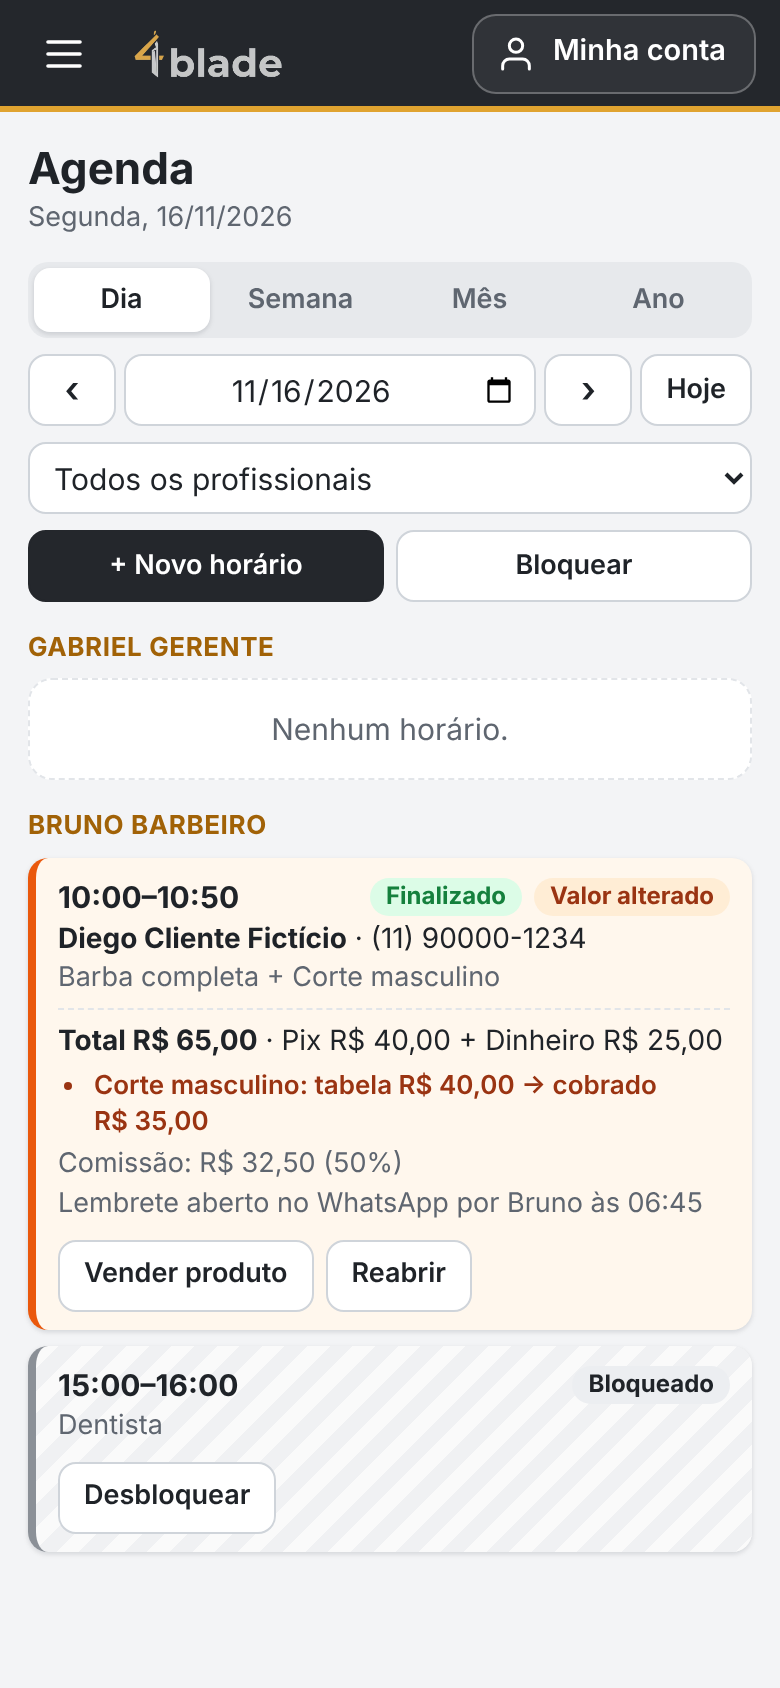 4blade
Minha conta
Agenda
Segunda, 16/11/2026
Dia
Semana
Mês
Ano
‹
11/16/2026
›
Hoje
Todos os profissionais
+ Novo horário
Bloquear
GABRIEL GERENTE
Nenhum horário.
BRUNO BARBEIRO
10:00–10:50
Finalizado
Valor alterado
Diego Cliente Fictício · (11) 90000-1234
Barba completa + Corte masculino
Total R$ 65,00 · Pix R$ 40,00 + Dinheiro R$ 25,00
• Corte masculino: tabela R$ 40,00 → cobrado
R$ 35,00
Comissão: R$ 32,50 (50%)
Lembrete aberto no WhatsApp por Bruno às 06:45
Vender produto
Reabrir
15:00–16:00
Bloqueado
Dentista
Desbloquear